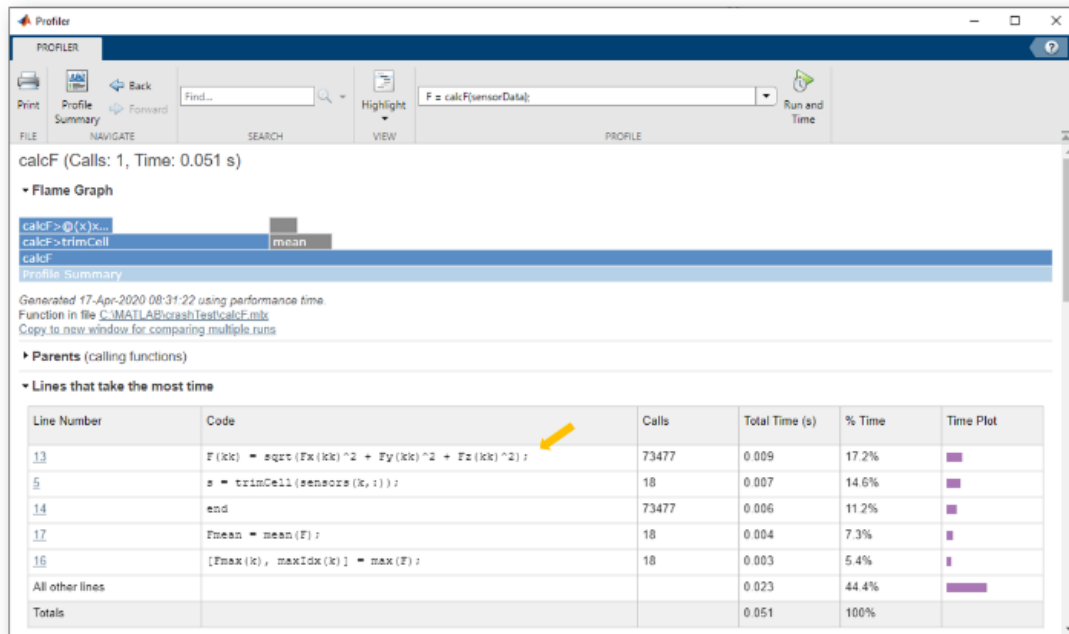 Profiler
PROFILER
Print
Profile Summary
Back
Forward
Find...
Highlight
F = calcF(sensorData);
Run and Time
FILE
NAVIGATE
SEARCH
VIEW
PROFILE
calcF (Calls: 1, Time: 0.051 s)
Flame Graph
calcF>@(x)x...
calcF>trimCell
mean
calcF
Profile Summary
Generated 17-Apr-2020 08:31:22 using performance time.
Function in file C:\MATLAB\crashTest\calcF.mlx
Copy to new window for comparing multiple runs
Parents (calling functions)
Lines that take the most time
Line Number Code Calls Total Time (s) % Time Time Plot
13 F(kk) = sqrt(Fx(kk)^2 + Fy(kk)^2 + Fz(kk)^2); 73477 0.009 17.2%
5 s = trimCell(sensors(k,:)); 18 0.007 14.6%
14 end 73477 0.006 11.2%
17 Fmean = mean(F); 18 0.004 7.3%
16 [Fmax(k), maxIdx(k)] = max(F); 18 0.003 5.4%
All other lines 0.023 44.4%
Totals 0.051 100%